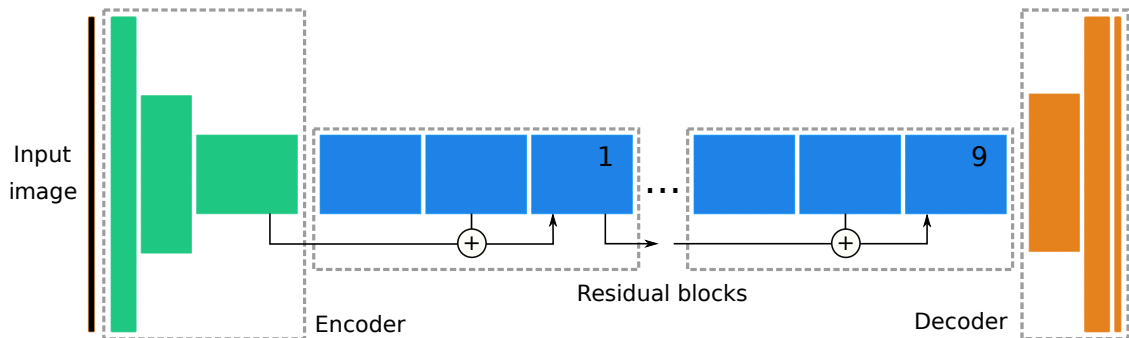 Input
image
1
...
9
+
+
Residual blocks
Encoder
Decoder